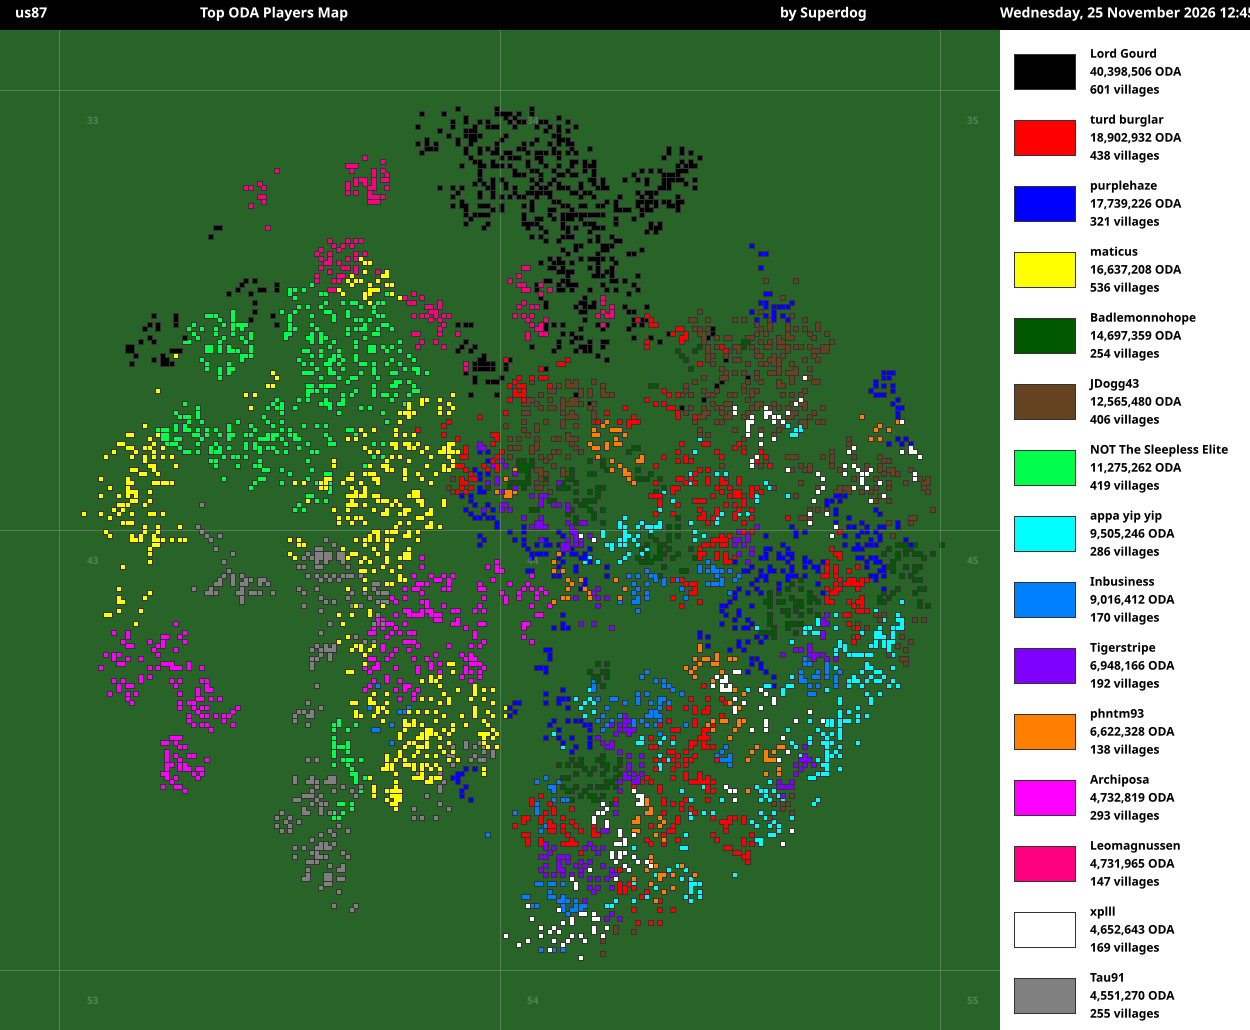 us87 Top ODA Players Map by Superdog Wednesday, 25 November 2026 12:45
33 34 35
43 44 45
53 54 55
Lord Gourd
40,398,506 ODA
601 villages
turd burglar
18,902,932 ODA
438 villages
purplehaze
17,739,226 ODA
321 villages
maticus
16,637,208 ODA
536 villages
Badlemonnohope
14,697,359 ODA
254 villages
JDogg43
12,565,480 ODA
406 villages
NOT The Sleepless Elite
11,275,262 ODA
419 villages
appa yip yip
9,505,246 ODA
286 villages
Inbusiness
9,016,412 ODA
170 villages
Tigerstripe
6,948,166 ODA
192 villages
phntm93
6,622,328 ODA
138 villages
Archiposa
4,732,819 ODA
293 villages
Leomagnussen
4,731,965 ODA
147 villages
xplll
4,652,643 ODA
169 villages
Tau91
4,551,270 ODA
255 villages